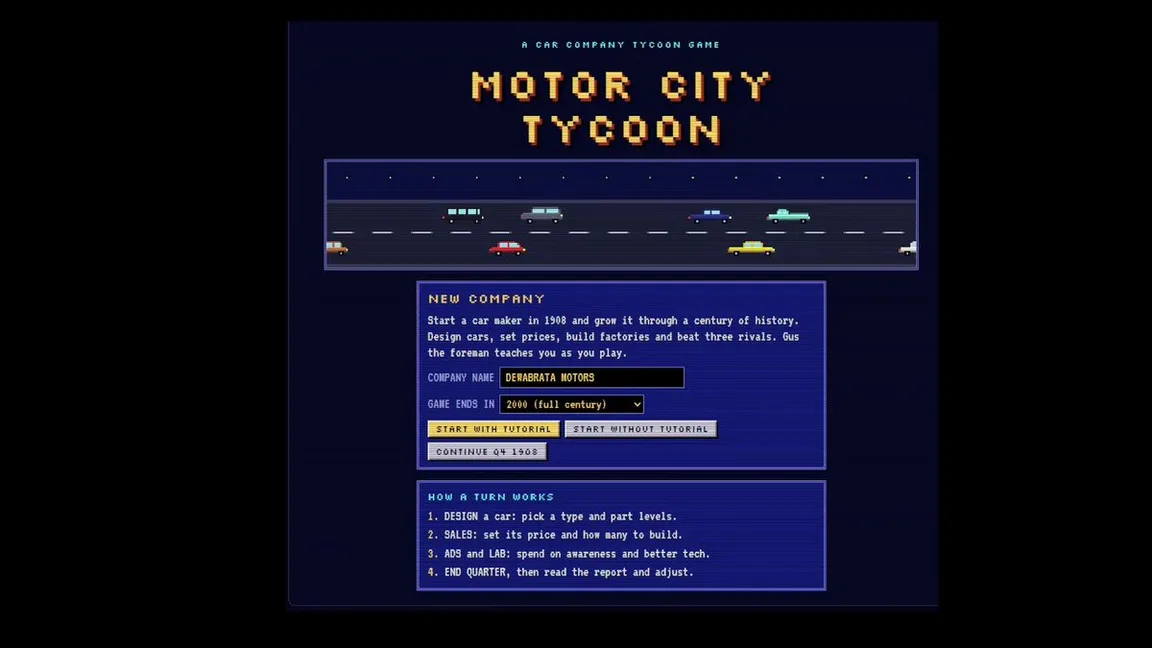 A CAR COMPANY TYCOON GAME
MOTOR CITY
TYCOON
NEW COMPANY
Start a car maker in 1908 and grow it through a century of history.
Design cars, set prices, build factories and beat three rivals. Gus
the foreman teaches you as you play.
COMPANY NAME DEWABRATA MOTORS
GAME ENDS IN 2000 (full century)
START WITH TUTORIAL START WITHOUT TUTORIAL
CONTINUE Q4 1908
HOW A TURN WORKS
1. DESIGN a car: pick a type and part levels.
2. SALES: set its price and how many to build.
3. ADS and LAB: spend on awareness and better tech.
4. END QUARTER, then read the report and adjust.